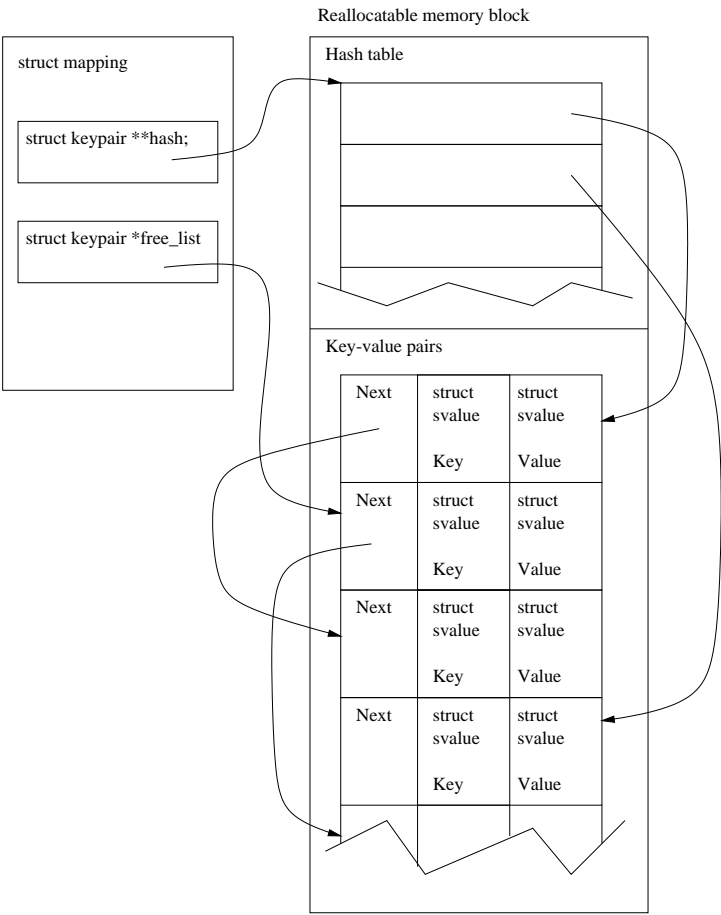 Reallocatable memory block
struct mapping
struct keypair **hash;
struct keypair *free_list
Hash table
Key-value pairs
Next
struct
svalue
Key
struct
svalue
Value
Next
struct
svalue
Key
struct
svalue
Value
Next
struct
svalue
Key
struct
svalue
Value
Next
struct
svalue
Key
struct
svalue
Value